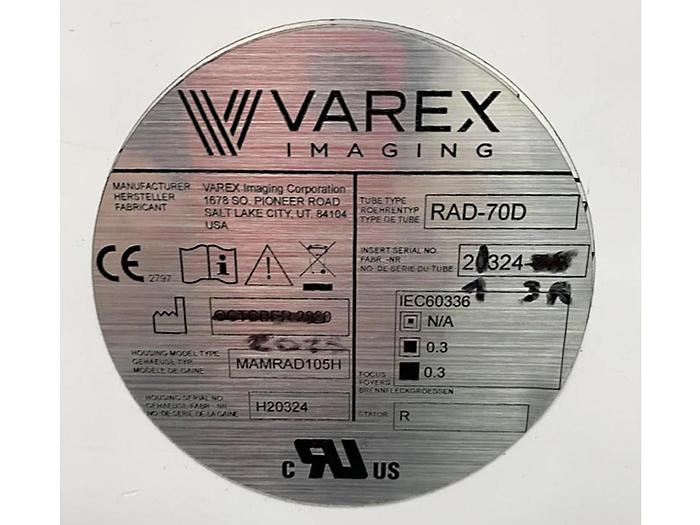 VAREX
IMAGING
MANUFACTURER
HERSTELLER
FABRICANT
VAREX Imaging Corporation
1678 SO. PIONEER ROAD
SALT LAKE CITY, UT. 84104
USA
TUBE TYPE
ROEHRENTYP
TYPE DE TUBE
RAD-70D
CE 2797
i
INSERT SERIAL NO.
FABR.-NR
NO. DE SERIE DU TUBE
324-
OCTOBER
IEC60336
N/A
0.3
0.3
FOCUS
FOYERS
BRENNFLECKGROESSEN
HOUSING MODEL TYPE
GEHAEUSE-TYP
MODELE DE GAINE
MAMRAD105H
HOUSING SERIAL NO
GEHAEUSE-FABR.-NR
NO. DE SERIE DE LA GAINE
H20324
STATOR
R
c RU US